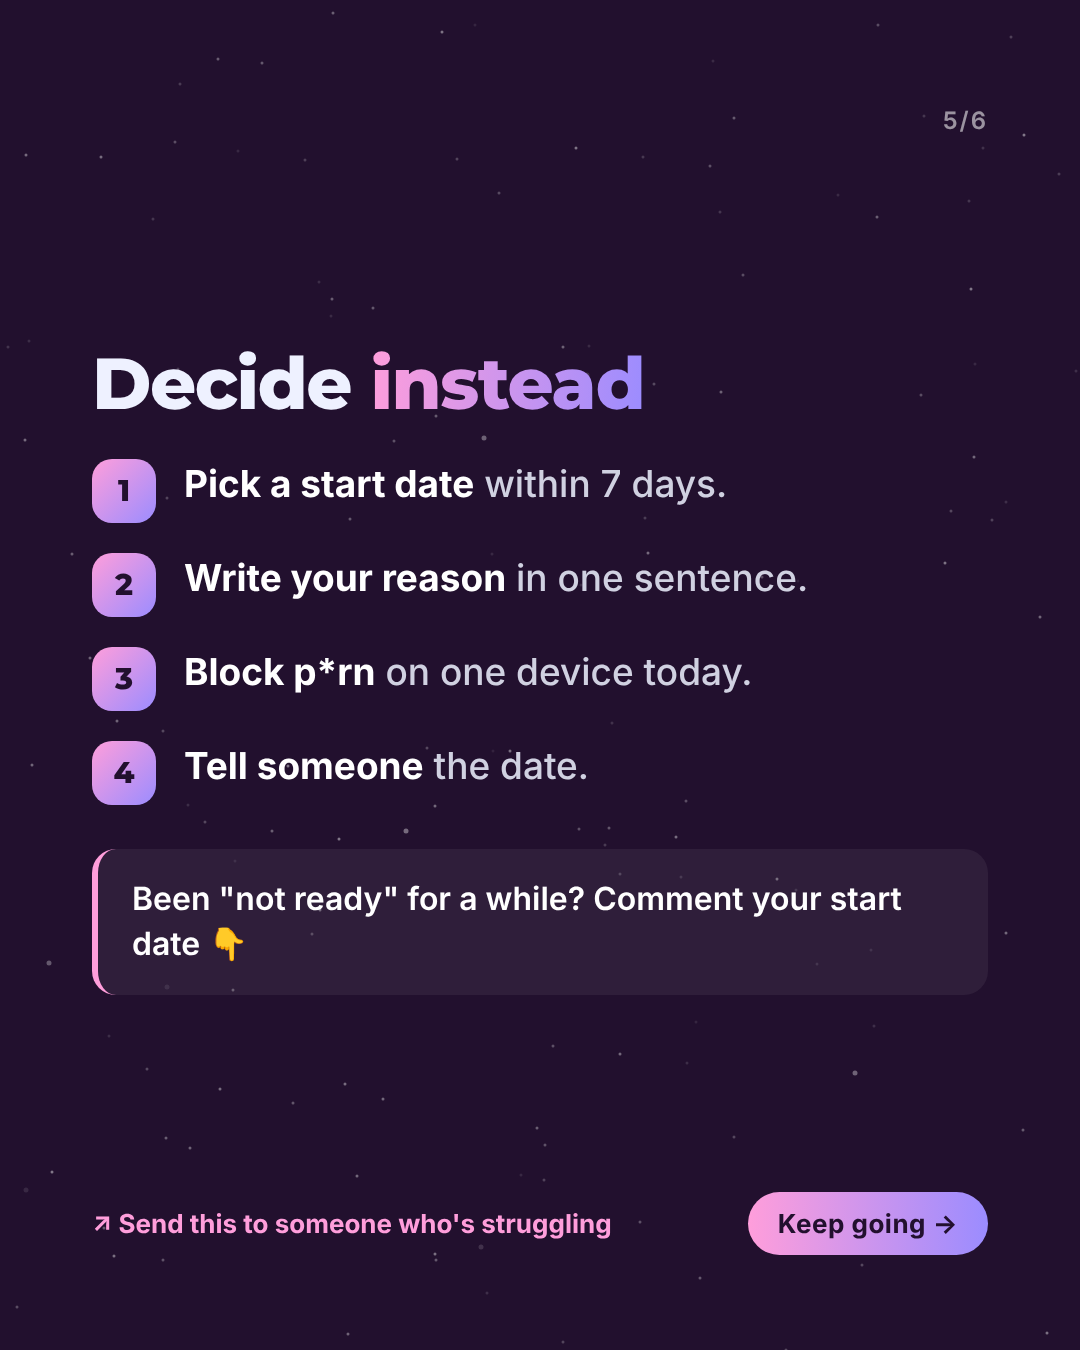 5/6
Decide instead
1 Pick a start date within 7 days.
2 Write your reason in one sentence.
3 Block p*rn on one device today.
4 Tell someone the date.
Been "not ready" for a while? Comment your start
date 👇
↗ Send this to someone who's struggling
Keep going →